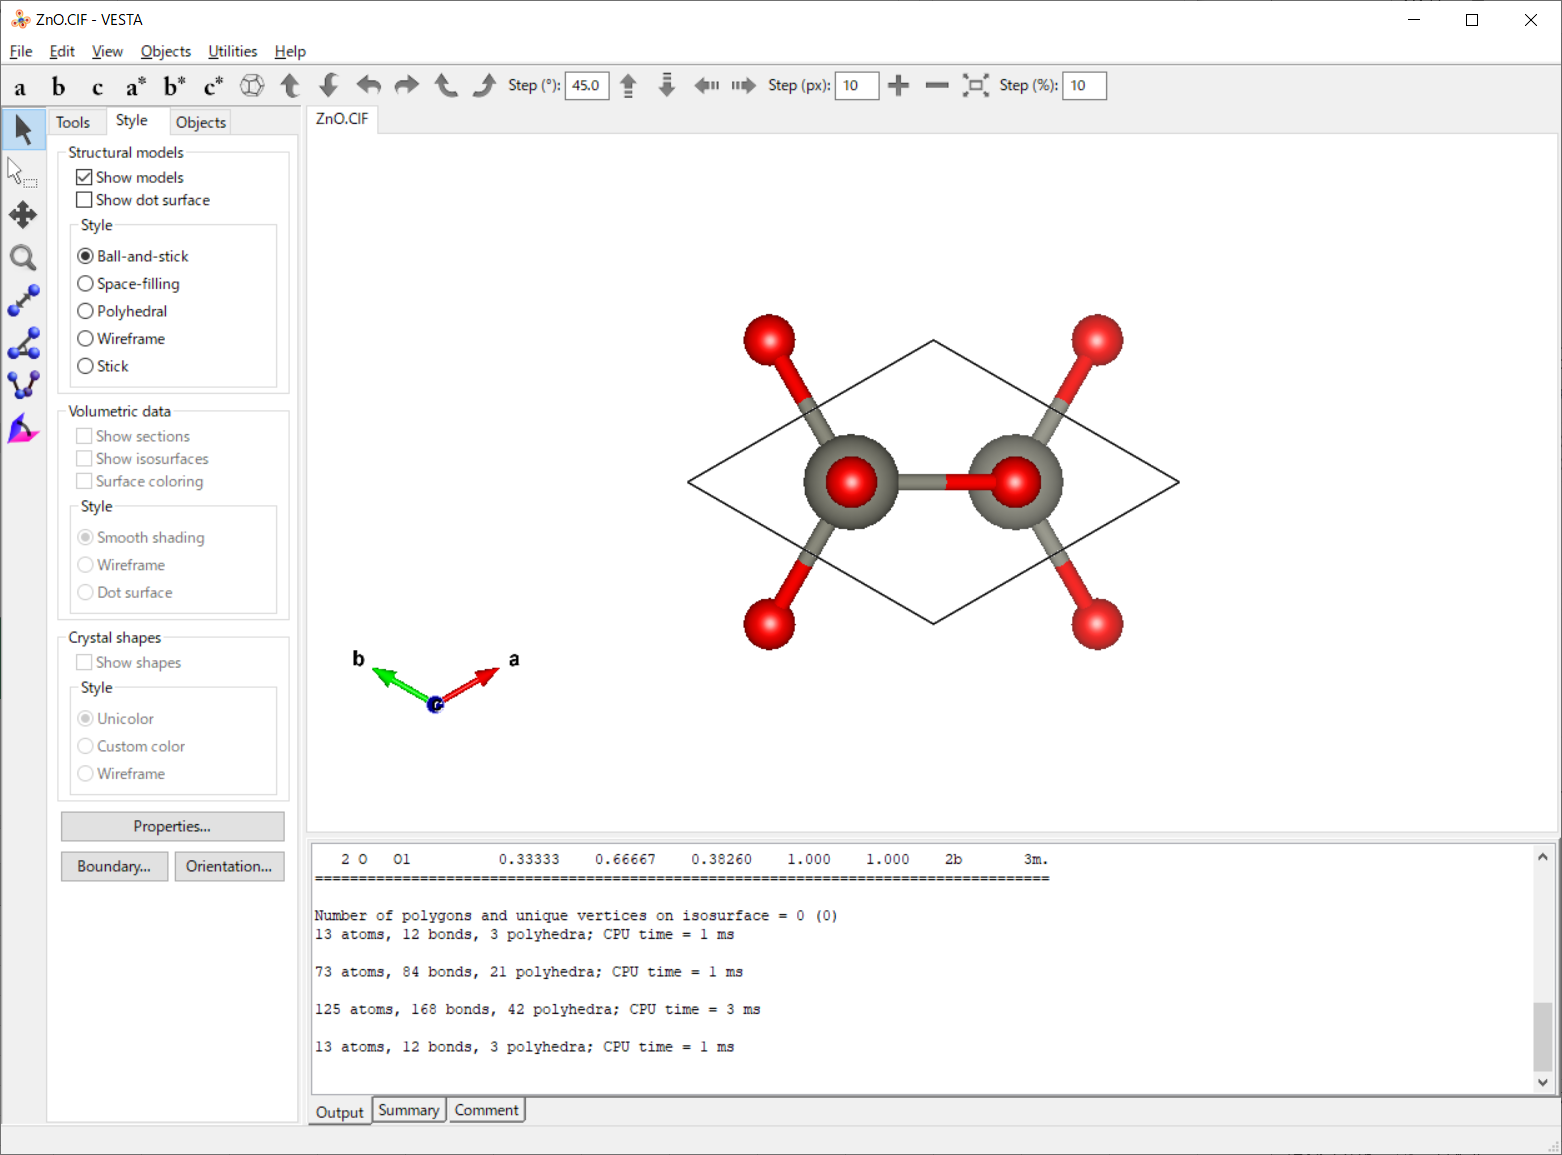 ZnO.CIF - VESTA
File Edit View Objects Utilities Help
a b c a* b* c* Step (°): 45.0 Step (px): 10 Step (%): 10
Tools Style Objects
ZnO.CIF
Structural models
Show models
Show dot surface
Style
Ball-and-stick
Space-filling
Polyhedral
Wireframe
Stick
Volumetric data
Show sections
Show isosurfaces
Surface coloring
Style
Smooth shading
Wireframe
Dot surface
Crystal shapes
Show shapes
Style
Unicolor
Custom color
Wireframe
Properties...
Boundary... Orientation...
b a
c
2 O O1 0.33333 0.66667 0.38260 1.000 1.000 2b 3m.
====================================================================================
Number of polygons and unique vertices on isosurface = 0 (0)
13 atoms, 12 bonds, 3 polyhedra; CPU time = 1 ms
73 atoms, 84 bonds, 21 polyhedra; CPU time = 1 ms
125 atoms, 168 bonds, 42 polyhedra; CPU time = 3 ms
13 atoms, 12 bonds, 3 polyhedra; CPU time = 1 ms
Output Summary Comment